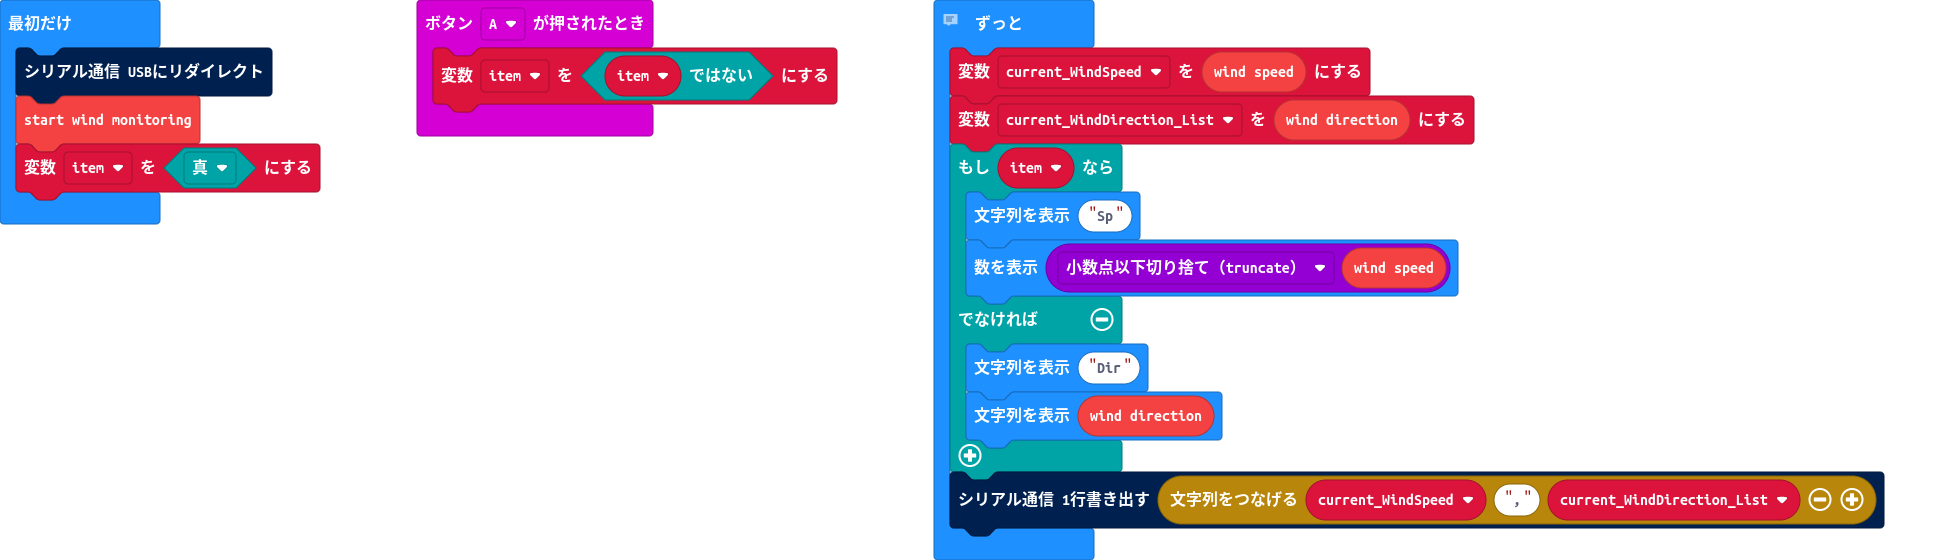 最初だけ
シリアル通信 USBにリダイレクト
start wind monitoring
変数 item を 真 にする
ボタン A が押されたとき
変数 item を item ではない にする
ずっと
変数 current_WindSpeed を wind speed にする
変数 current_WindDirection_List を wind direction にする
もし item なら
文字列を表示 "Sp"
数を表示 小数点以下切り捨て（truncate） wind speed
でなければ
文字列を表示 "Dir"
文字列を表示 wind direction
シリアル通信 1行書き出す 文字列をつなげる current_WindSpeed "," current_WindDirection_List